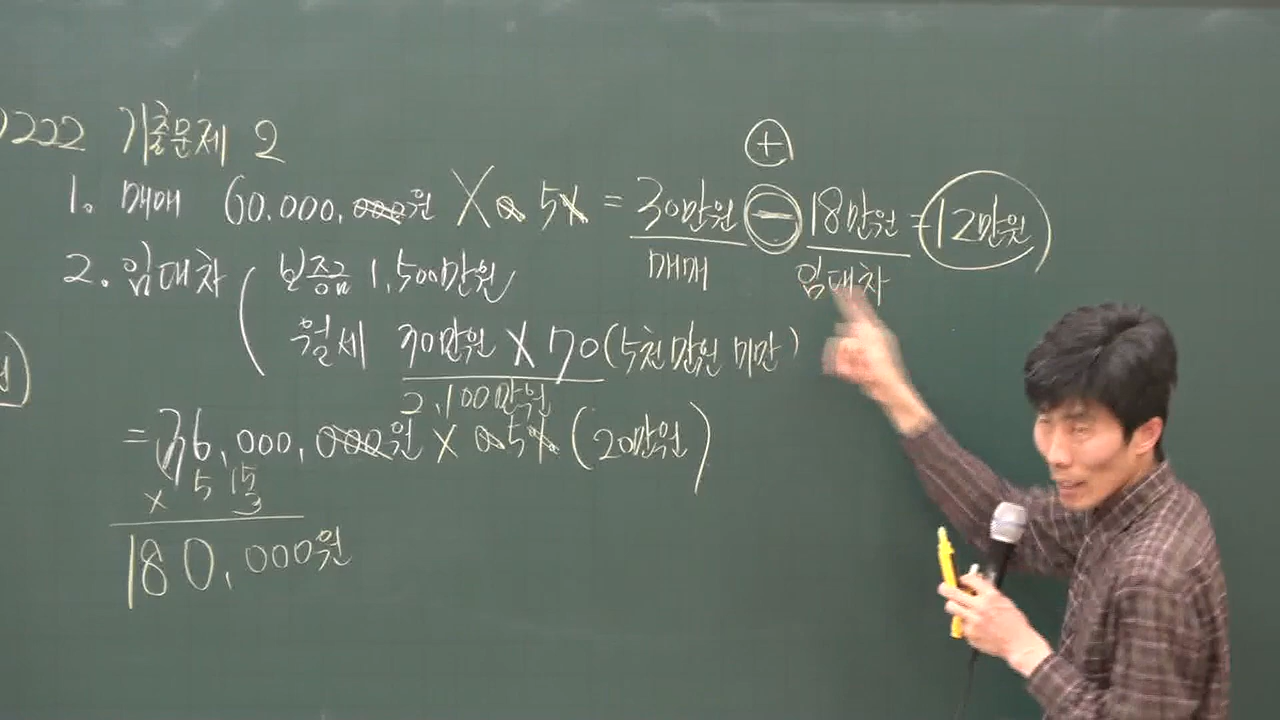 222 기출문제 2
+
1. 매매 60.000,000원 X 0.5% = 30만원 - 18만원 = 12만원
매매 임대차
2. 임대차 ( 보증금 1,500만원
월세 30만원 X 70 (5천만원 미만)
2,100만원
= 36,000,000원 X 0.5% (20만원)
x 5 15
3
180,000원